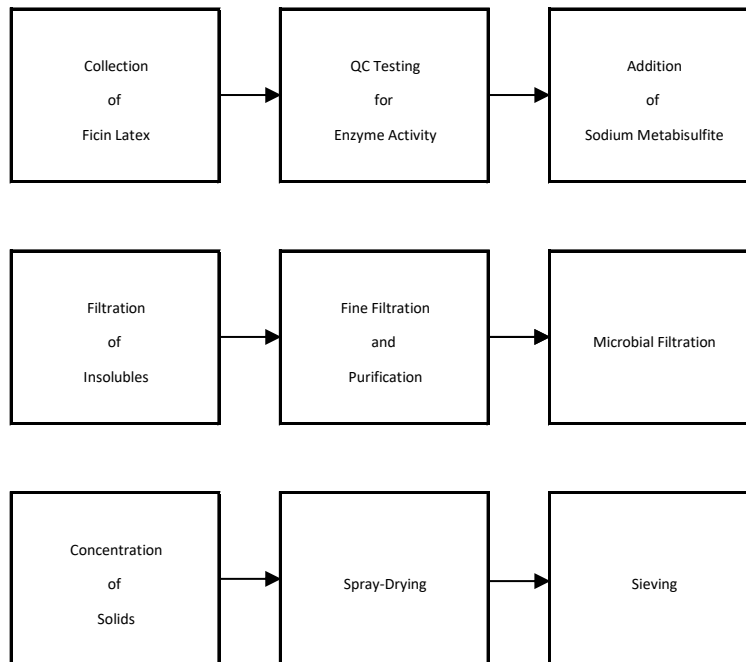 Collection
of
Ficin Latex
QC Testing
for
Enzyme Activity
Addition
of
Sodium Metabisulfite
Filtration
of
Insolubles
Fine Filtration
and
Purification
Microbial Filtration
Concentration
of
Solids
Spray-Drying
Sieving